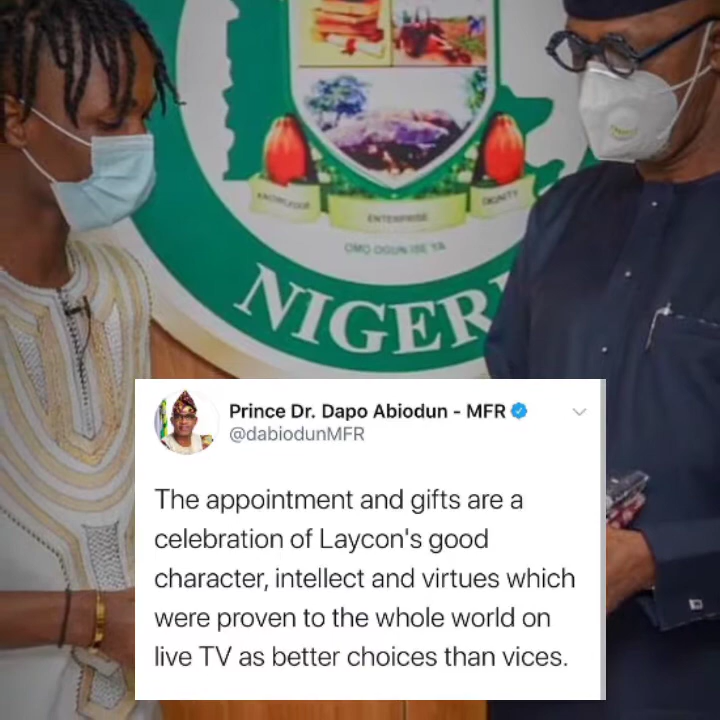 KNOWLEDGE
ENTERPRISE
DIGNITY
OMO OGUN ISE YA
NIGER
Prince Dr. Dapo Abiodun - MFR
@dabiodunMFR
The appointment and gifts are a
celebration of Laycon's good
character, intellect and virtues which
were proven to the whole world on
live TV as better choices than vices.